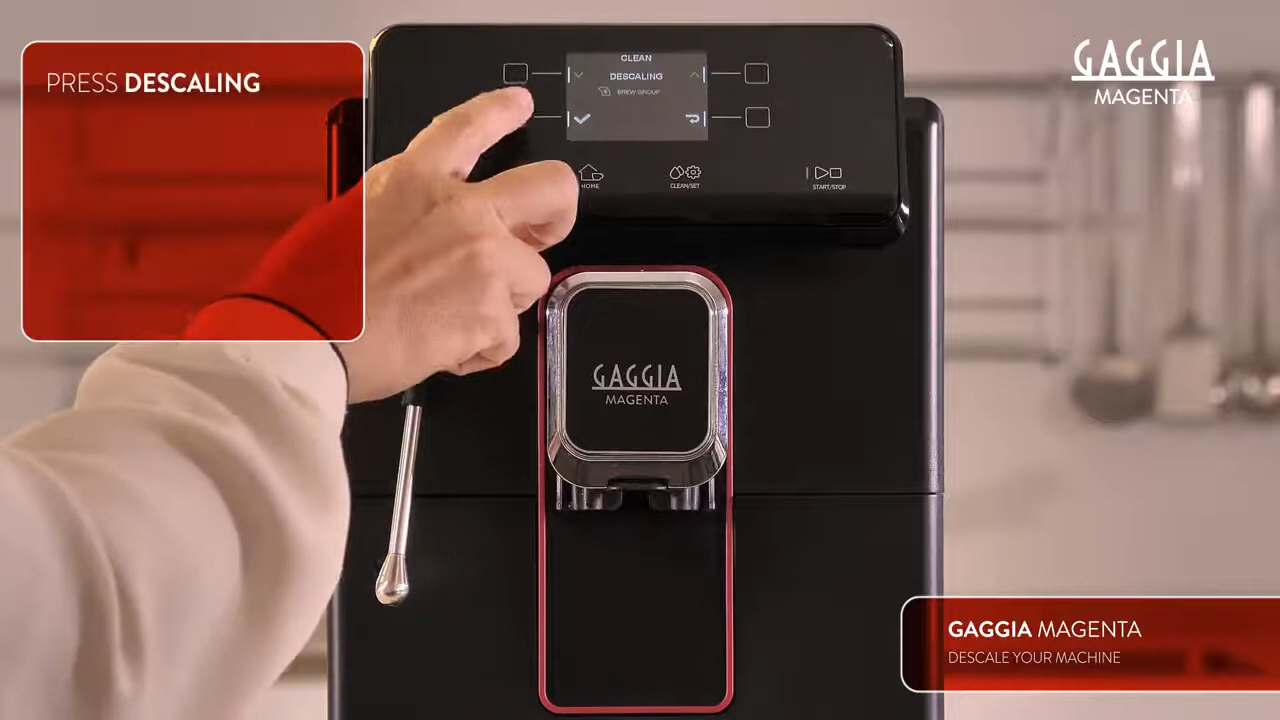 PRESS DESCALING
GAGGIA
MAGENTA
CLEAN
DESCALING
BREW GROUP
HOME
CLEAN/SET
START/STOP
GAGGIA
MAGENTA
GAGGIA MAGENTA
DESCALE YOUR MACHINE